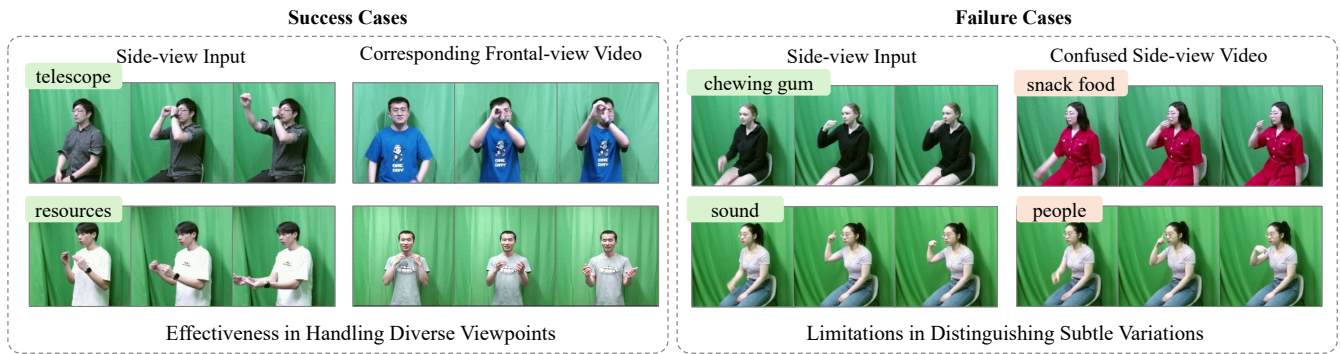 Success Cases
Side-view Input
Corresponding Frontal-view Video
telescope
resources
Effectiveness in Handling Diverse Viewpoints
Failure Cases
Side-view Input
Confused Side-view Video
chewing gum
snack food
sound
people
Limitations in Distinguishing Subtle Variations